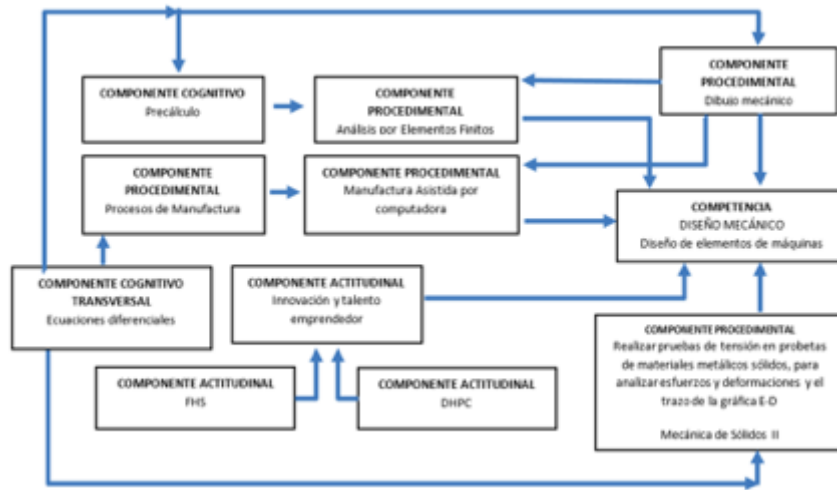 COMPONENTE
PROCEDIMENTAL
Dibujo mecánico
COMPONENTE COGNITIVO
Precálculo
COMPONENTE
PROCEDIMENTAL
Análisis por Elementos Finitos
COMPONENTE
PROCEDIMENTAL
Procesos de Manufactura
COMPONENTE PROCEDIMENTAL
Manufactura Asistida por
computadora
COMPETENCIA
DISEÑO MECÁNICO
Diseño de elementos de máquinas
COMPONENTE COGNITIVO
TRANSVERSAL
Ecuaciones diferenciales
COMPONENTE ACTITUDINAL
Innovación y talento
emprendedor
COMPONENTE PROCEDIMENTAL
Realizar pruebas de tensión en probetas
de materiales metálicos sólidos, para
analizar esfuerzos y deformaciones y el
trazo de la gráfica E-D
Mecánica de Sólidos II
COMPONENTE ACTITUDINAL
FHS
COMPONENTE ACTITUDINAL
DHPC